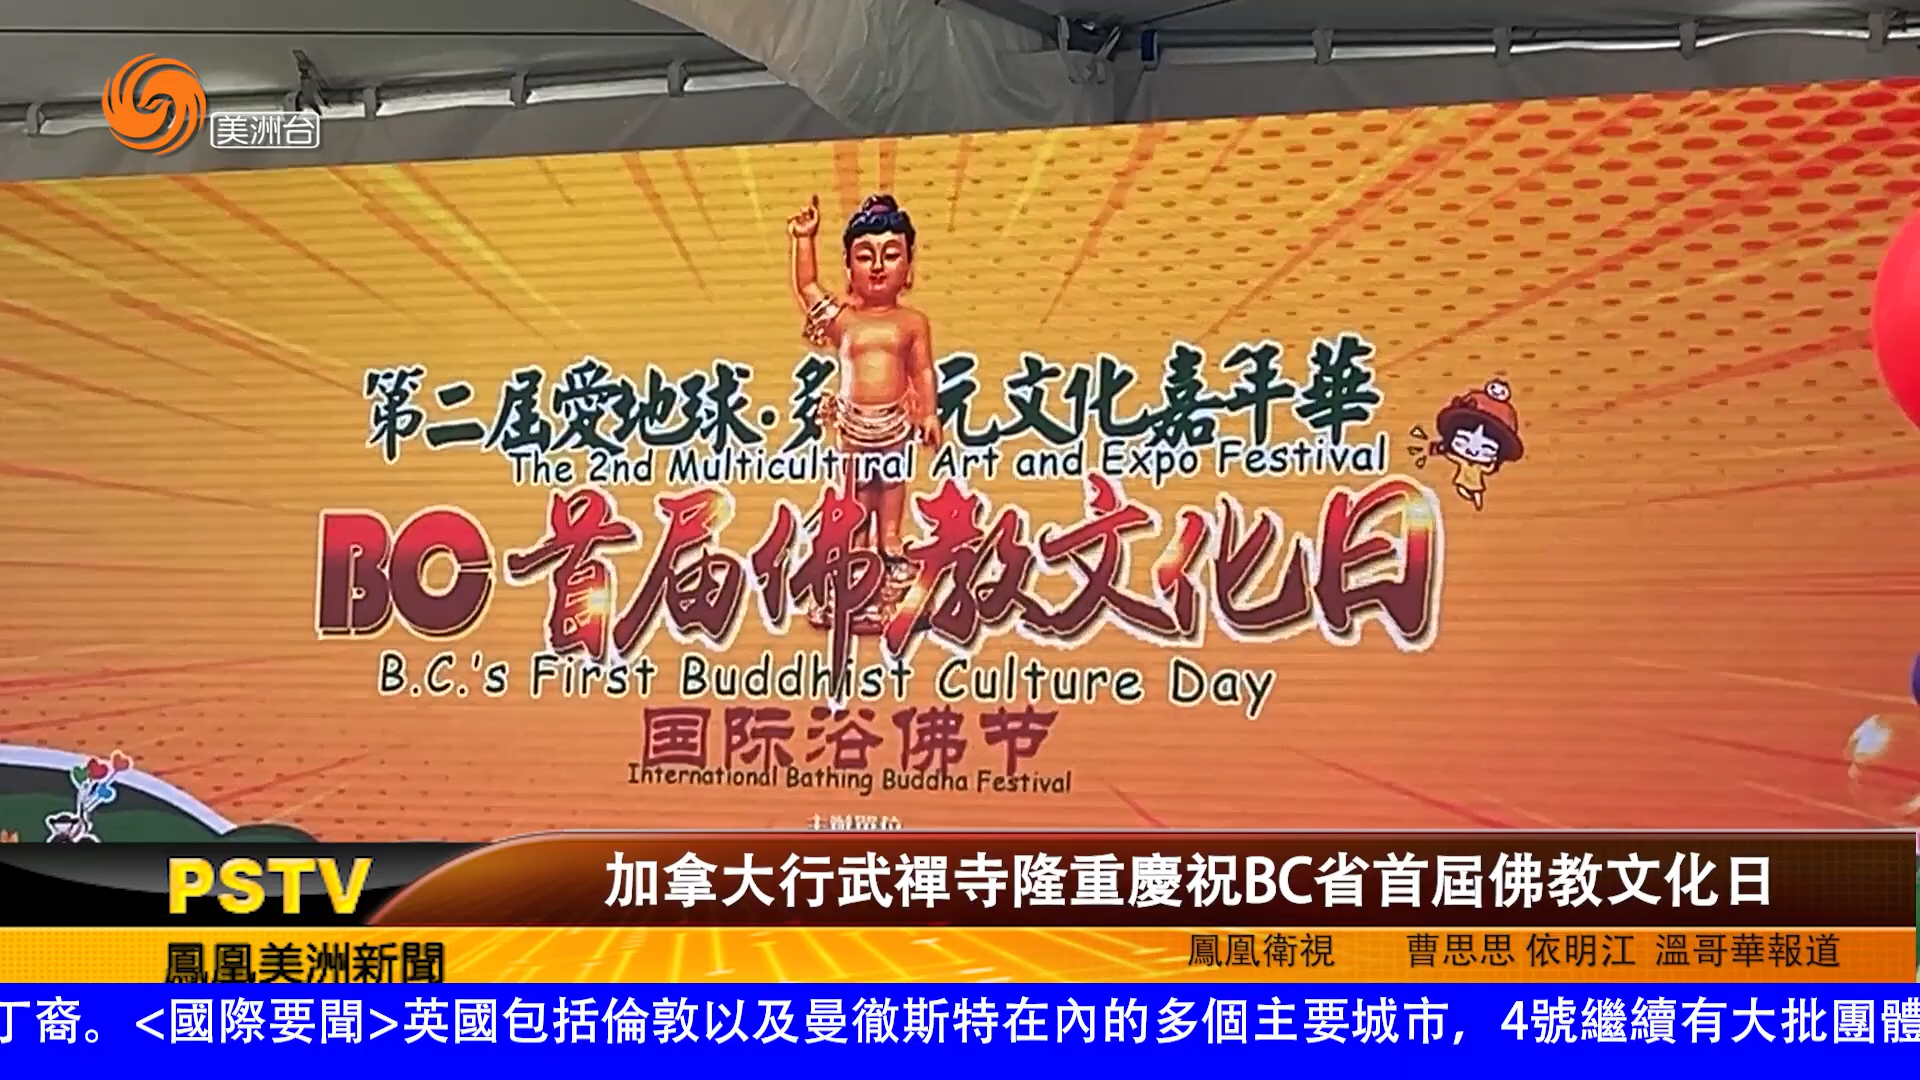 美洲台
第二届愛地球·多元文化嘉年華
The 2nd Multicultural Art and Expo Festival
BC首届佛教文化日
B.C.'s First Buddhist Culture Day
国际浴佛节
International Bathing Buddha Festival
主辦單位
PSTV
加拿大行武禪寺隆重慶祝BC省首屆佛教文化日
鳳凰美洲新聞
鳳凰衛視 曹思思 依明江 溫哥華報道
丁裔。<國際要聞>英國包括倫敦以及曼徹斯特在內的多個主要城市，4號繼續有大批團體